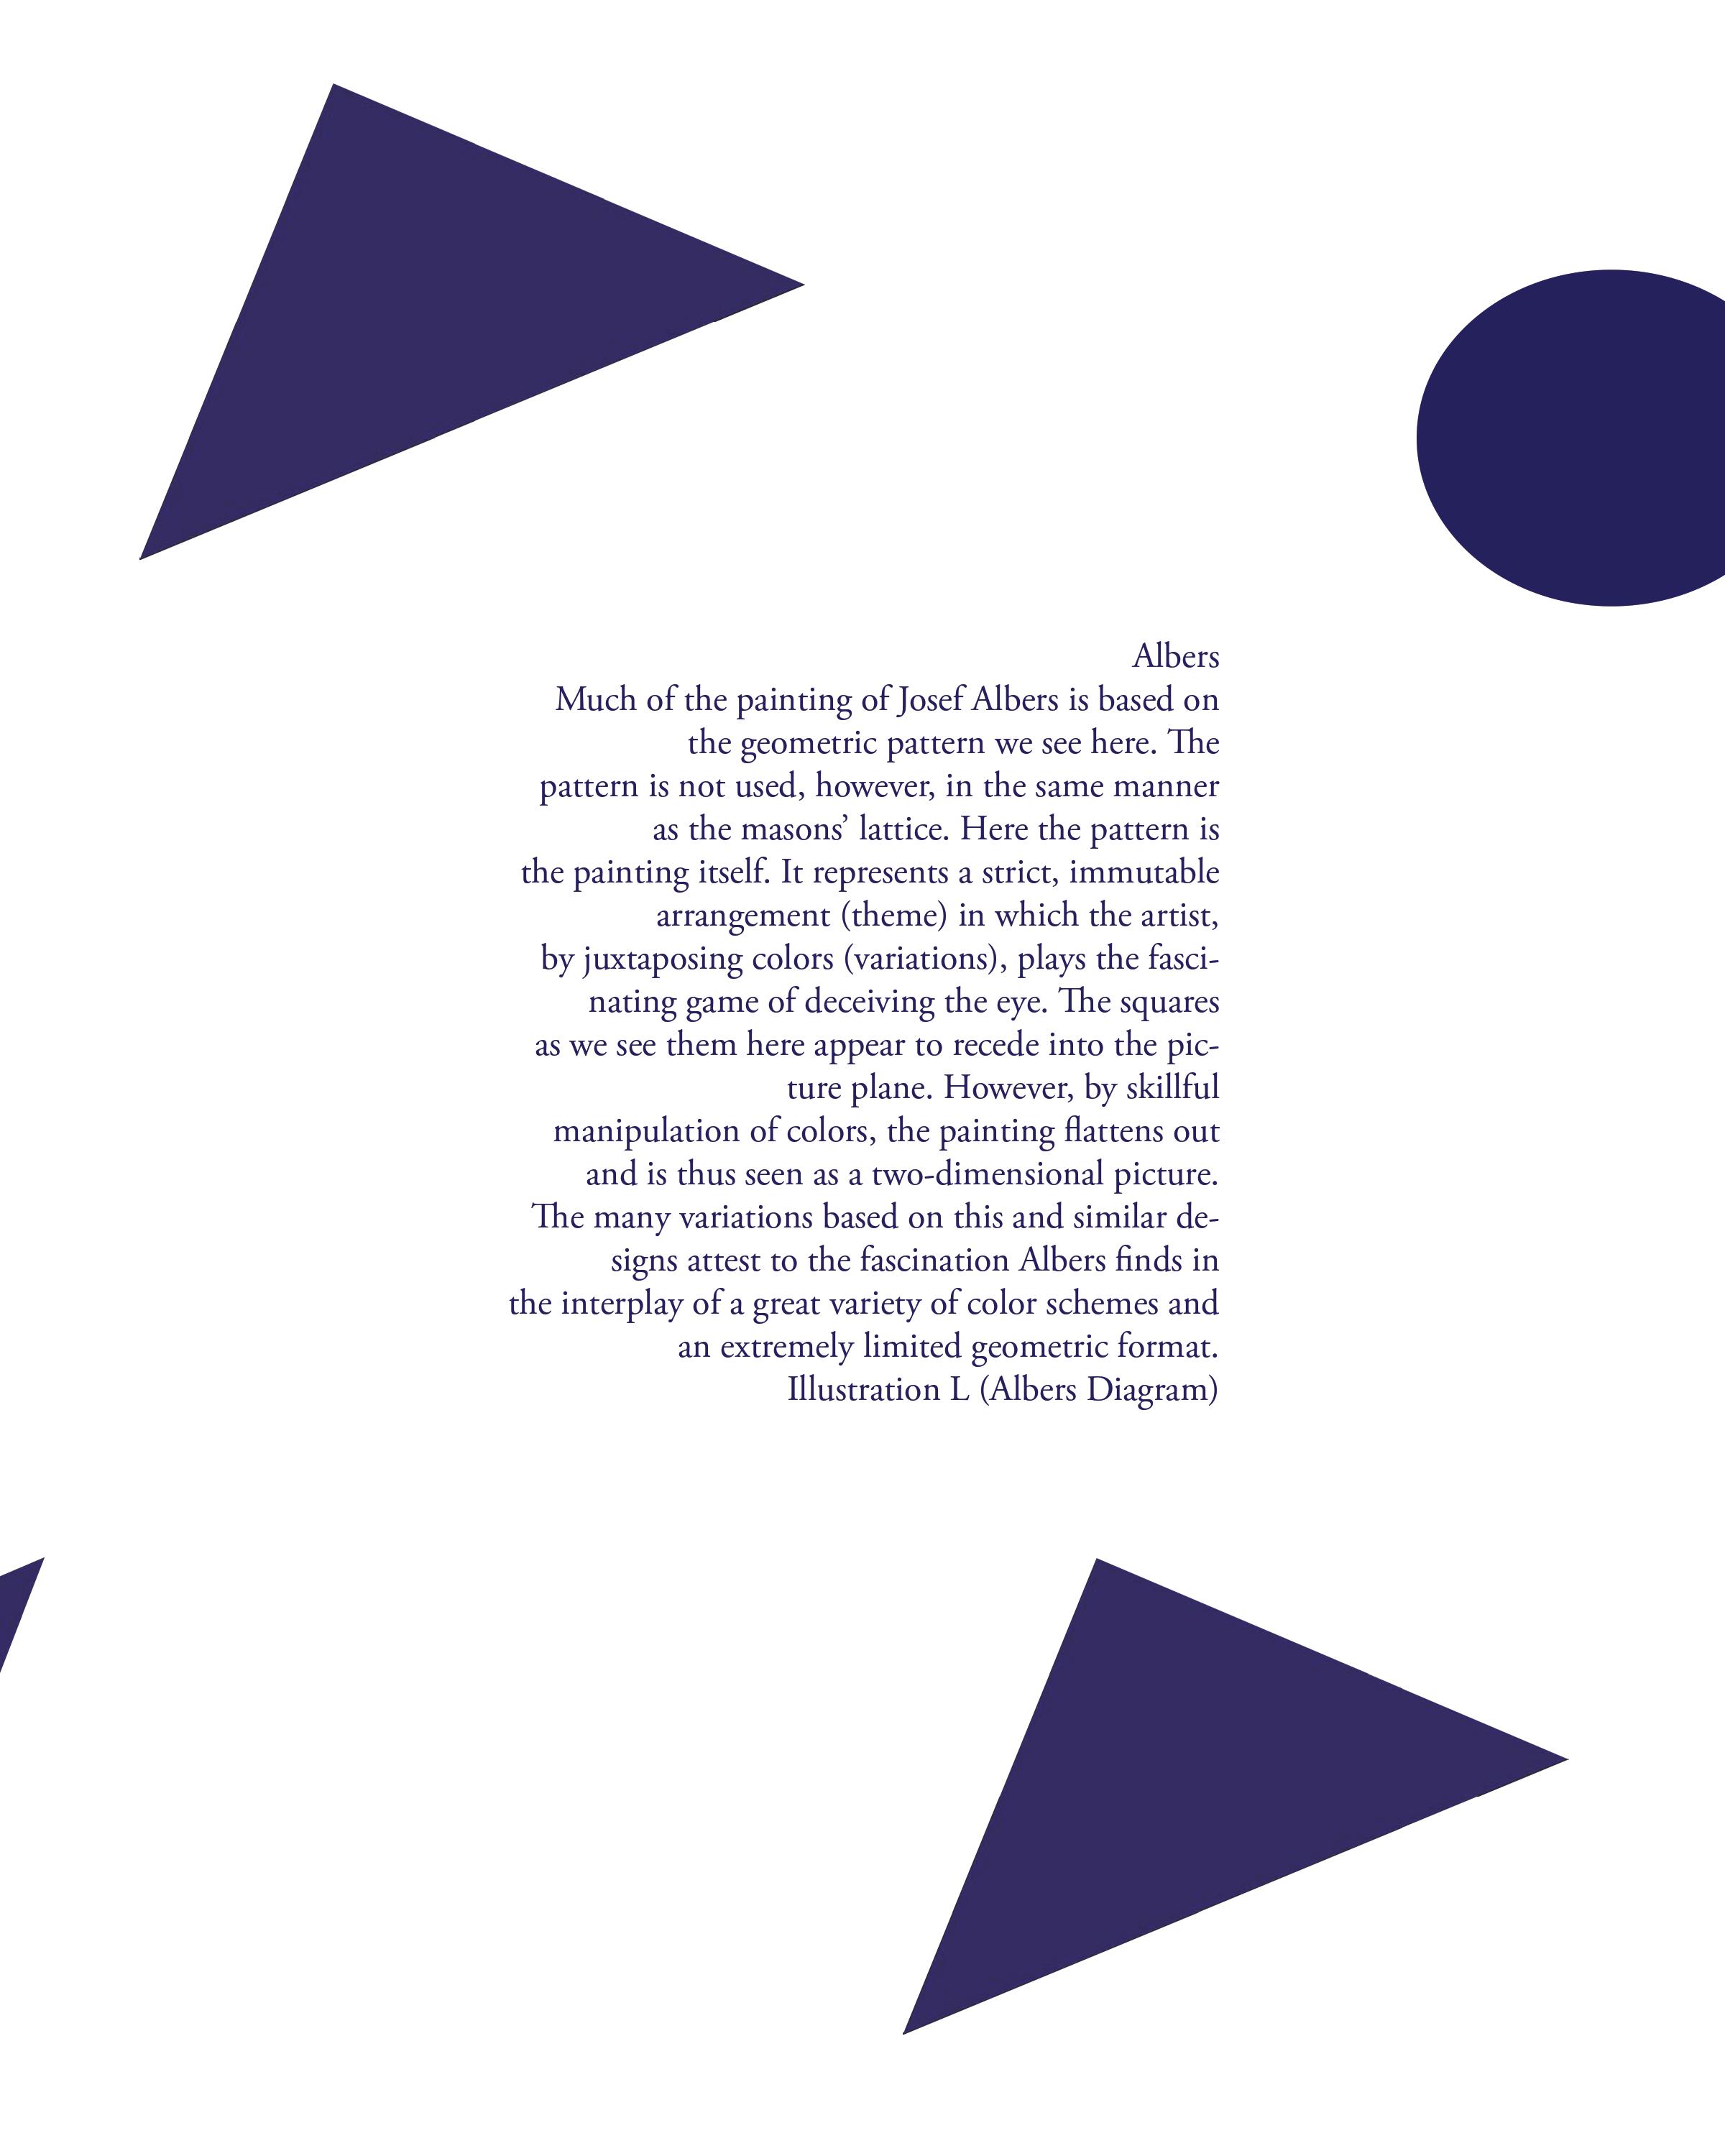 Albers
Much of the painting of Josef Albers is based on
the geometric pattern we see here. The
pattern is not used, however, in the same manner
as the masons’ lattice. Here the pattern is
the painting itself. It represents a strict, immutable
arrangement (theme) in which the artist,
by juxtaposing colors (variations), plays the fasci-
nating game of deceiving the eye. The squares
as we see them here appear to recede into the pic-
ture plane. However, by skillful
manipulation of colors, the painting flattens out
and is thus seen as a two-dimensional picture.
The many variations based on this and similar de-
signs attest to the fascination Albers finds in
the interplay of a great variety of color schemes and
an extremely limited geometric format.
Illustration L (Albers Diagram)